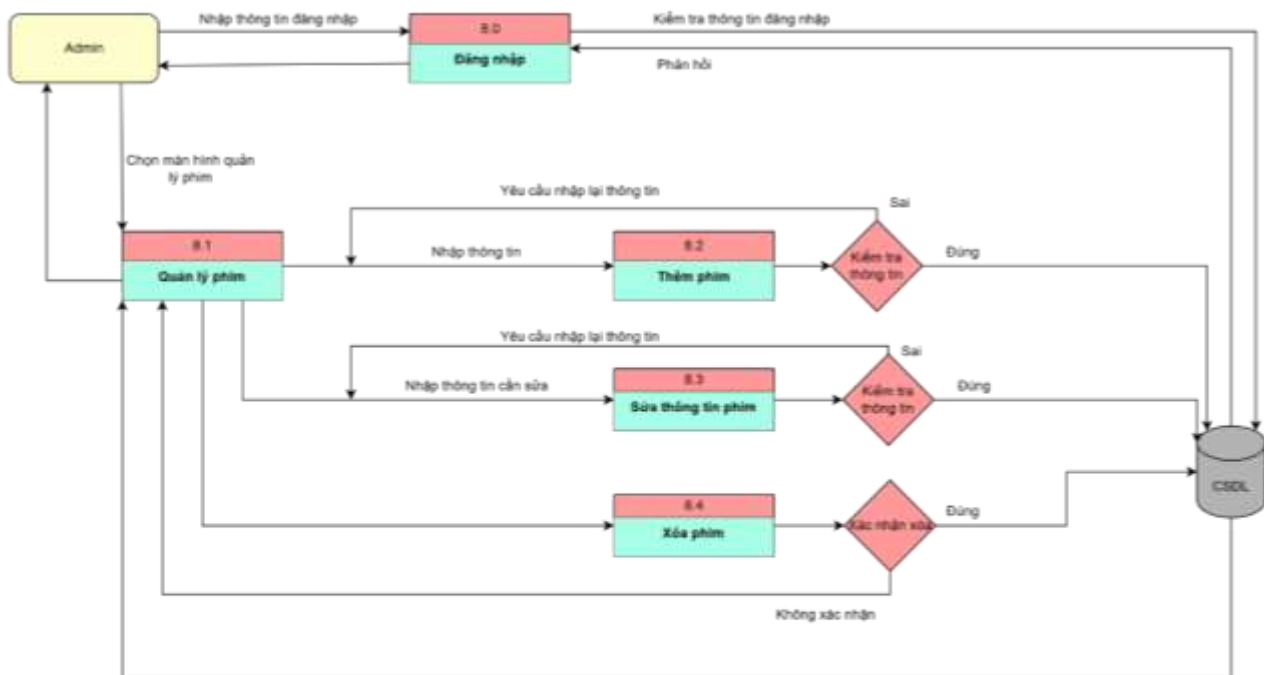 Nhập thông tin đăng nhập
Kiểm tra thông tin đăng nhập
Admin
8.0
Đăng nhập
Phản hồi
Chọn màn hình quản
lý phim
Yêu cầu nhập lại thông tin
Sai
8.1
Quản lý phim
Nhập thông tin
8.2
Thêm phim
Kiểm tra
thông tin
Đúng
Yêu cầu nhập lại thông tin
Sai
Nhập thông tin cần sửa
8.3
Sửa thông tin phim
Kiểm tra
thông tin
Đúng
8.4
Xóa phim
Xác nhận xóa
Đúng
CSDL
Không xác nhận